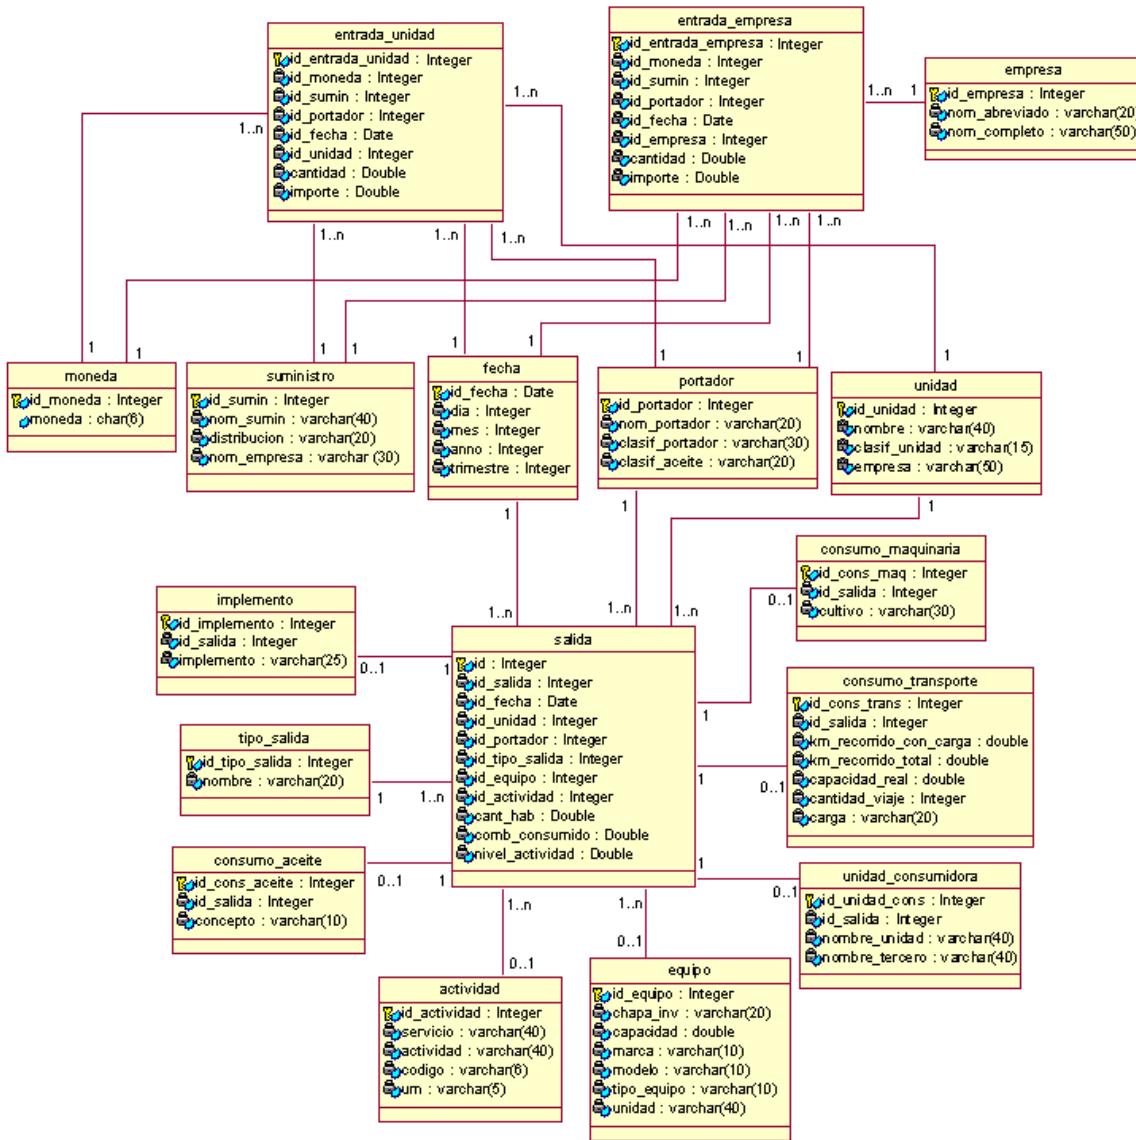 entrada_unidad
id_entrada_unidad : Integer
id_moneda : Integer
id_sumin : Integer
id_portador : Integer
id_fecha : Date
id_unidad : Integer
cantidad : Double
importe : Double
entrada_empresa
id_entrada_empresa : Integer
id_moneda : Integer
id_sumin : Integer
id_portador : Integer
id_fecha : Date
id_empresa : Integer
cantidad : Double
importe : Double
empresa
id_empresa : Integer
nom_abreviado : varchar(20)
nom_completo : varchar(50)
1..n
1..n
1..n
1
1..n
1..n
1..n
1..n
1..n
1..n
1..n
1
1
1
1
1
1
1
1
1
moneda
id_moneda : Integer
moneda : char(6)
suministro
id_sumin : Integer
nom_sumin : varchar(40)
distribucion : varchar(20)
nom_empresa : varchar (30)
fecha
id_fecha : Date
dia : Integer
mes : Integer
anno : Integer
trimestre : Integer
portador
id_portador : Integer
nom_portador : varchar(20)
clasif_portador : varchar(30)
clasif_aceite : varchar(20)
unidad
id_unidad : Integer
nombre : varchar(40)
clasif_unidad : varchar(15)
empresa : varchar(50)
1
1
1
1..n
1..n
1..n
implemento
id_implemento : Integer
id_salida : Integer
implemento : varchar(25)
0..1
1
tipo_salida
id_tipo_salida : Integer
nombre : varchar(20)
1
1..n
consumo_aceite
id_cons_aceite : Integer
id_salida : Integer
concepto : varchar(10)
0..1
1
salida
id : Integer
id_salida : Integer
id_fecha : Date
id_unidad : Integer
id_portador : Integer
id_tipo_salida : Integer
id_equipo : Integer
id_actividad : Integer
cant_hab : Double
comb_consumido : Double
nivel_actividad : Double
consumo_maquinaria
id_cons_maq : Integer
id_salida : Integer
cultivo : varchar(30)
0..1
1
consumo_transporte
id_cons_trans : Integer
id_salida : Integer
km_recorrido_con_carga : double
km_recorrido_total : double
capacidad_real : double
cantidad_viaje : Integer
carga : varchar(20)
1
0..1
unidad_consumidora
id_unidad_cons : Integer
id_salida : Integer
nombre_unidad : varchar(40)
nombre_tercero : varchar(40)
1
0..1
1..n
0..1
1..n
0..1
actividad
id_actividad : Integer
servicio : varchar(40)
actividad : varchar(40)
codigo : varchar(6)
um : varchar(5)
equipo
id_equipo : Integer
chapa_inv : varchar(20)
capacidad : double
marca : varchar(10)
modelo : varchar(10)
tipo_equipo : varchar(10)
unidad : varchar(40)